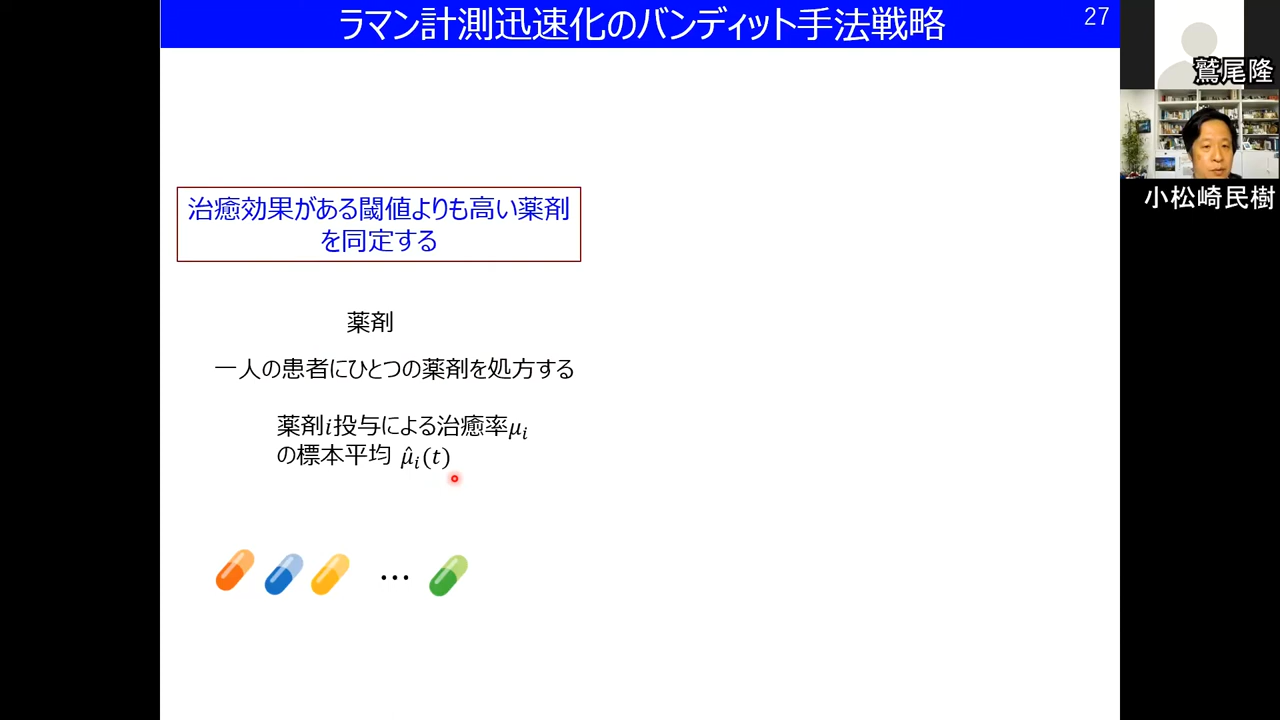 ラマン計測迅速化のバンディット手法戦略
27
鷲尾隆
小松崎民樹
治癒効果がある閾値よりも高い薬剤
を同定する
薬剤
一人の患者にひとつの薬剤を処方する
薬剤i投与による治癒率μᵢ
の標本平均 μ̂ᵢ(t)
…